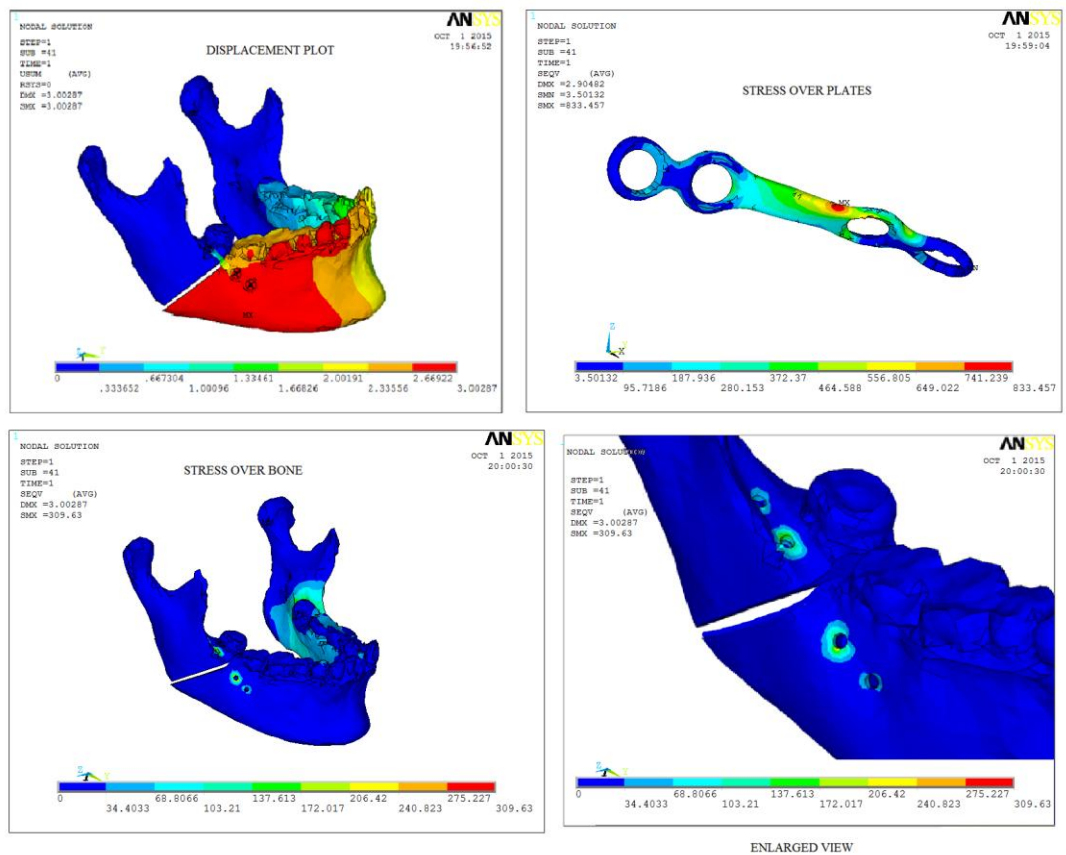 1
ANSYS
NODAL SOLUTION
OCT 1 2015
19:56:52
STEP=1
SUB =41
TIME=1
USUM (AVG)
RSYS=0
DMX =3.00287
SMX =3.00287
DISPLACEMENT PLOT
MX
0 .667304 1.33461 2.00191 2.66922
.333652 1.00096 1.66826 2.33556 3.00287
1
ANSYS
NODAL SOLUTION
OCT 1 2015
19:59:04
STEP=1
SUB =41
TIME=1
SEQV (AVG)
DMX =2.90482
SMN =3.50132
SMX =833.457
STRESS OVER PLATES
MX
Z
X
3.50132 187.936 372.37 556.805 741.239
95.7186 280.153 464.588 649.022 833.457
1
ANSYS
NODAL SOLUTION
OCT 1 2015
20:00:30
STEP=1
SUB =41
TIME=1
SEQV (AVG)
DMX =3.00287
SMX =309.63
STRESS OVER BONE
0 68.8066 137.613 206.42 275.227
34.4033 103.21 172.017 240.823 309.63
ANSYS
OCT 1 2015
20:00:30
STEP=1
SUB =41
TIME=1
SEQV (AVG)
DMX =3.00287
SMX =309.63
0 68.8066 137.613 206.42 275.227
34.4033 103.21 172.017 240.823 309.63
ENLARGED VIEW